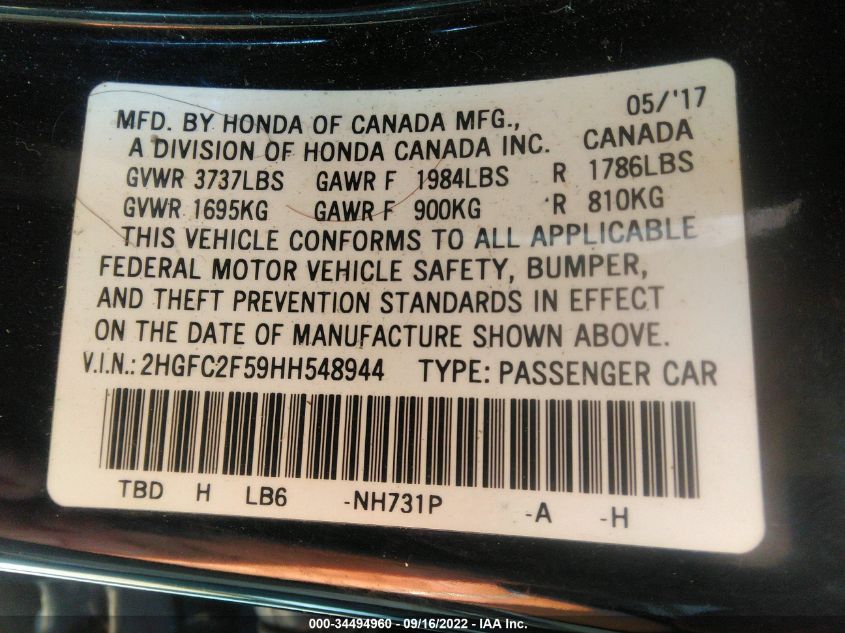 05/'17
MFD. BY HONDA OF CANADA MFG.,
A DIVISION OF HONDA CANADA INC. CANADA
GVWR 3737LBS GAWR F 1984LBS R 1786LBS
GVWR 1695KG GAWR F 900KG R 810KG
THIS VEHICLE CONFORMS TO ALL APPLICABLE
FEDERAL MOTOR VEHICLE SAFETY, BUMPER,
AND THEFT PREVENTION STANDARDS IN EFFECT
ON THE DATE OF MANUFACTURE SHOWN ABOVE.
V.I.N.: 2HGFC2F59HH548944 TYPE: PASSENGER CAR
TBD H LB6 -NH731P -A -H
000-34494960 - 09/16/2022 - IAA Inc.